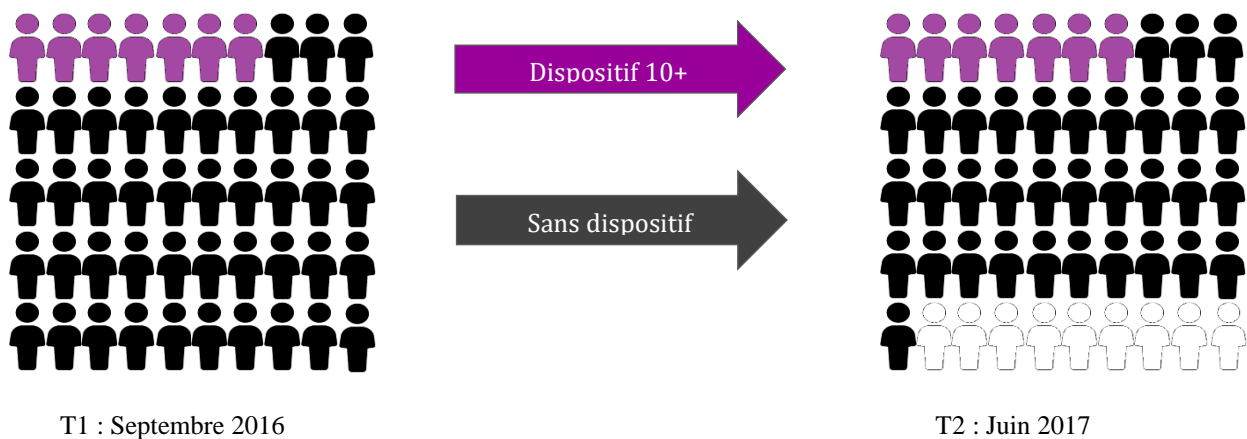 Dispositif 10+
Sans dispositif
T1 : Septembre 2016
T2 : Juin 2017